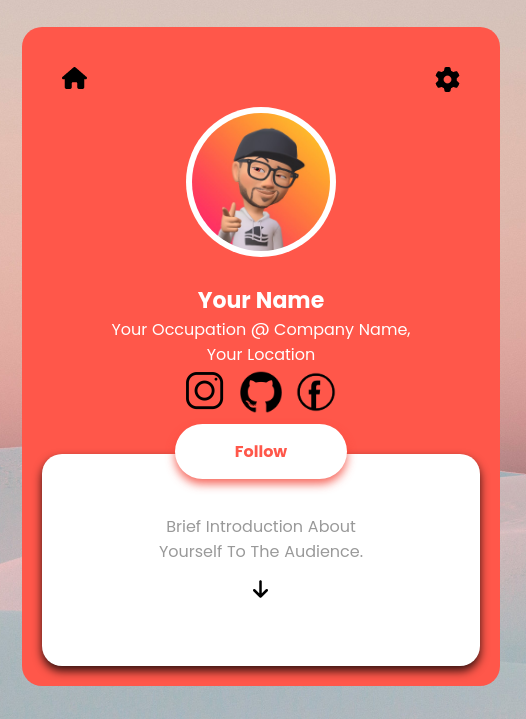 Your Name
Your Occupation @ Company Name,
Your Location
Follow
Brief Introduction About
Yourself To The Audience.